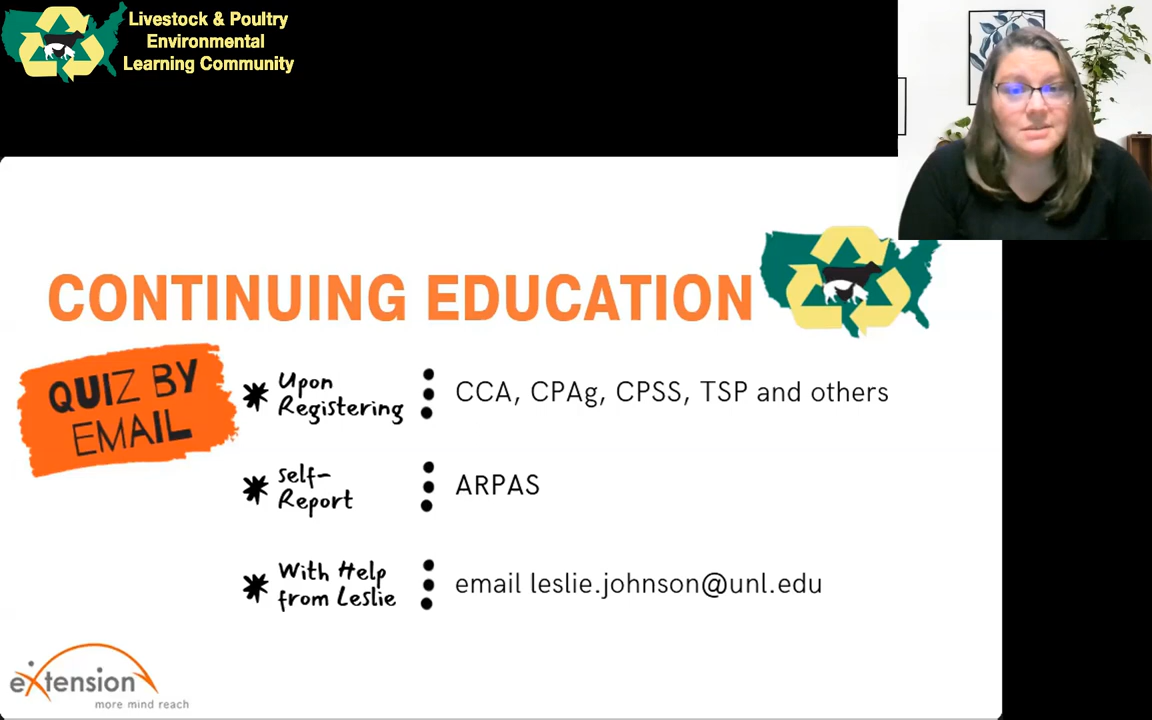 Livestock & Poultry
Environmental
Learning Community
CONTINUING EDUCATION
QUIZ BY
EMAIL
Upon
Registering
CCA, CPAg, CPSS, TSP and others
Self-
Report
ARPAS
With Help
from Leslie
email leslie.johnson@unl.edu
eXtension
more mind reach